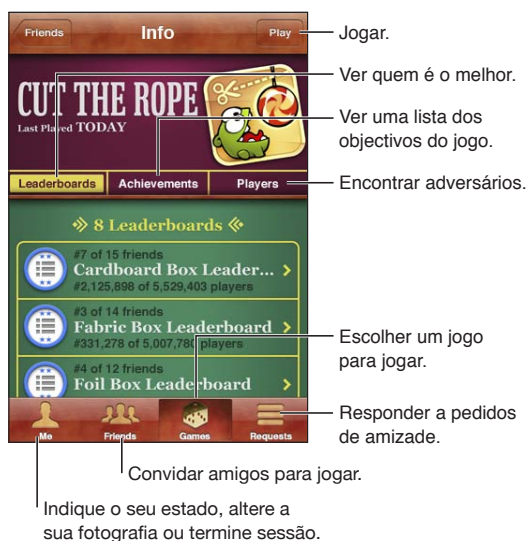 Friends
Info
Play
Jogar.
Ver quem é o melhor.
CUT THE ROPE
Last Played TODAY
Ver uma lista dos
objectivos do jogo.
Leaderboards
Achievements
Players
Encontrar adversários.
8 Leaderboards
#7 of 15 friends
Cardboard Box Leader...
#2,125,898 of 5,529,403 players
#3 of 14 friends
Fabric Box Leaderboard
#331,278 of 5,007,780 players
Escolher um jogo
para jogar.
#4 of 12 friends
Foil Box Leaderboard
Me
Friends
Games
Requests
Responder a pedidos
de amizade.
Convidar amigos para jogar.
Indique o seu estado, altere a
sua fotografia ou termine sessão.